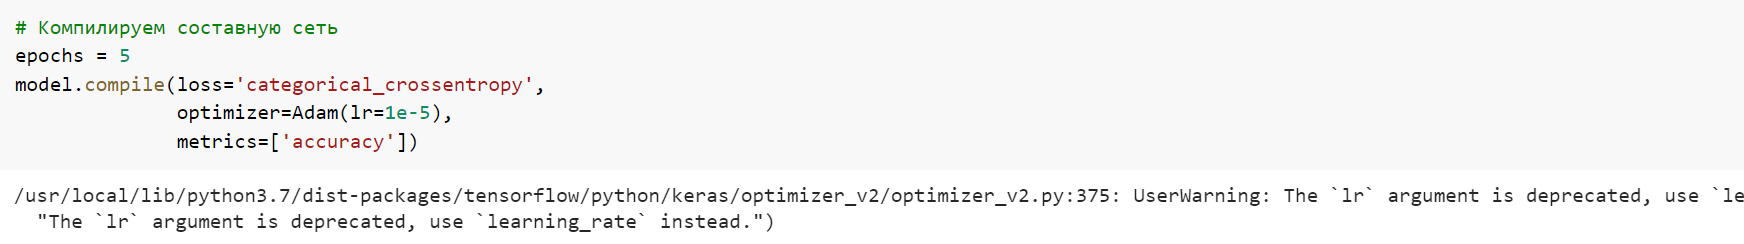 # Компилируем составную сеть
epochs = 5
model.compile(loss='categorical_crossentropy',
              optimizer=Adam(lr=1e-5),
              metrics=['accuracy'])
/usr/local/lib/python3.7/dist-packages/tensorflow/python/keras/optimizer_v2/optimizer_v2.py:375: UserWarning: The `lr` argument is deprecated, use `le
  "The `lr` argument is deprecated, use `learning_rate` instead.")